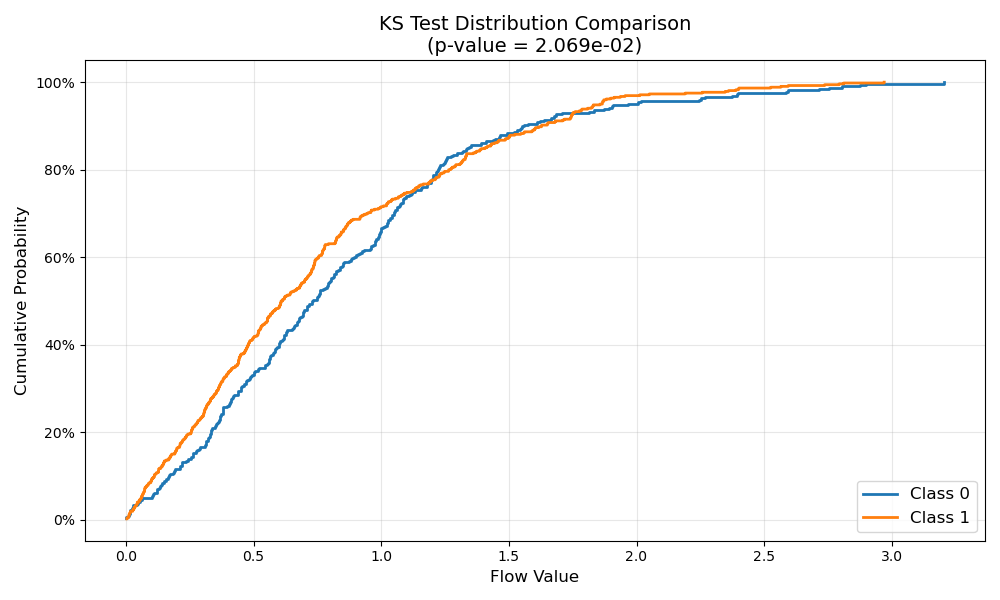 KS Test Distribution Comparison
(p-value = 2.069e-02)
Cumulative Probability
100%
80%
60%
40%
20%
0%
0.0 0.5 1.0 1.5 2.0 2.5 3.0
Flow Value
Class 0
Class 1